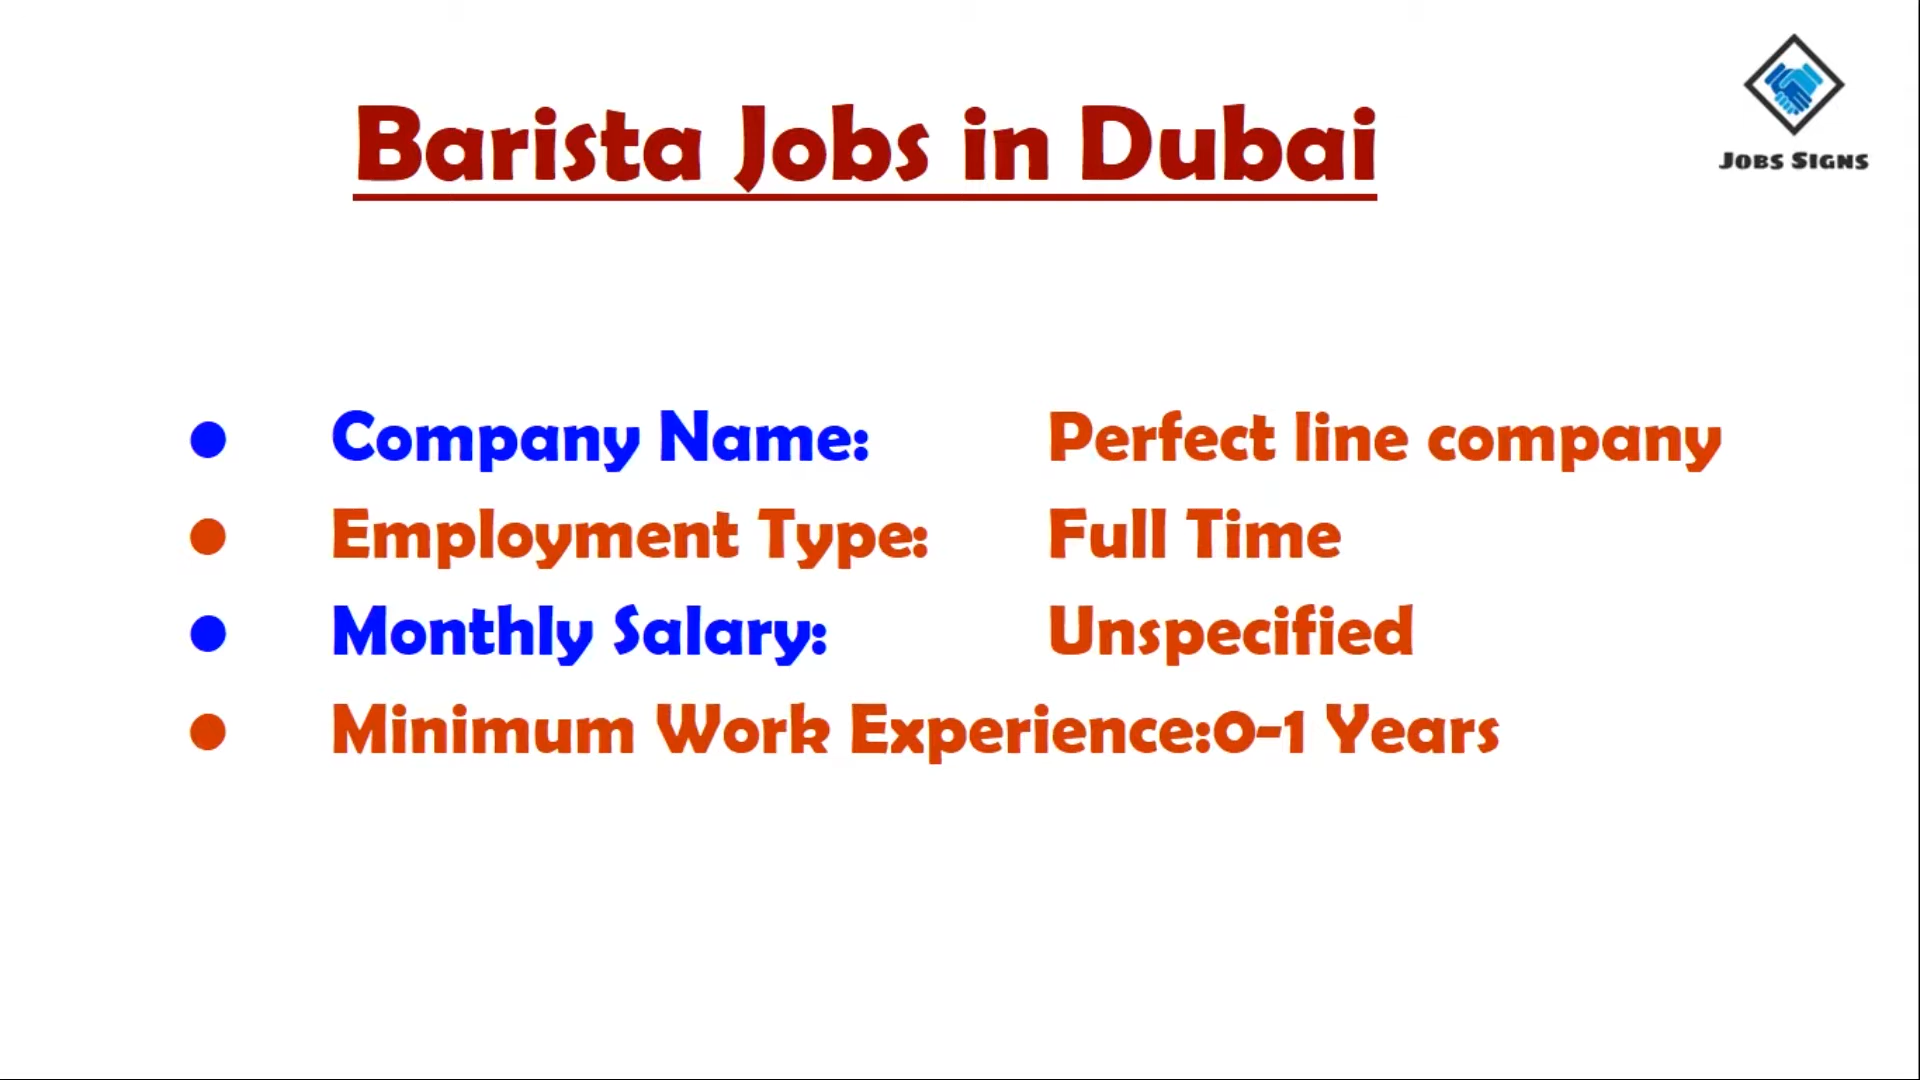 Barista Jobs in Dubai
JOBS SIGNS
● Company Name: Perfect line company
● Employment Type: Full Time
● Monthly Salary: Unspecified
● Minimum Work Experience:0-1 Years